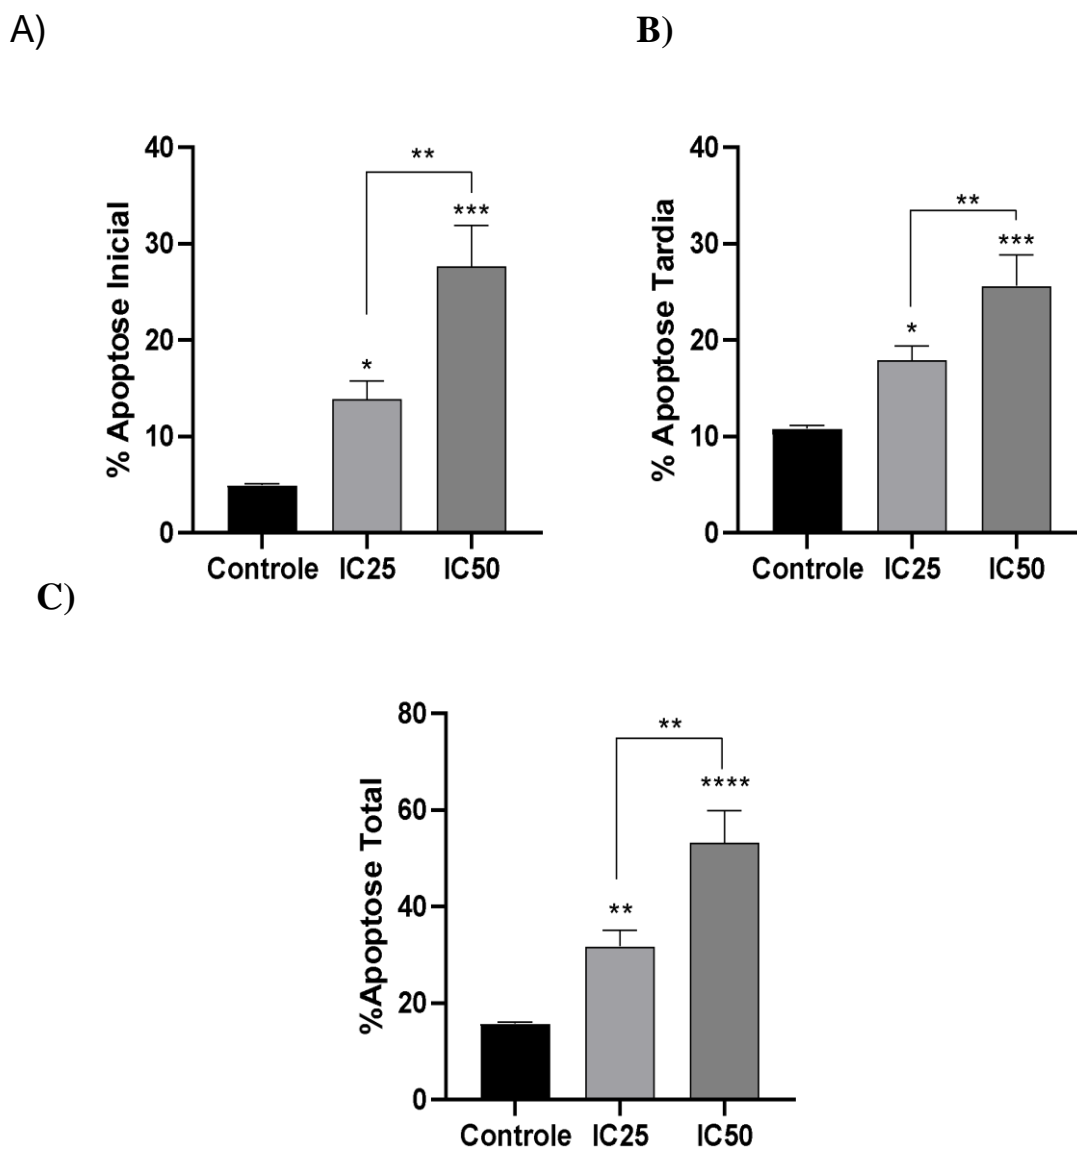 A)
B)
% Apoptose Inicial
40
30
20
10
0
**
***
*
Controle IC25 IC50
% Apoptose Tardia
40
30
20
10
0
**
***
*
Controle IC25 IC50
C)
%Apoptose Total
80
60
40
20
0
**
****
**
Controle IC25 IC50